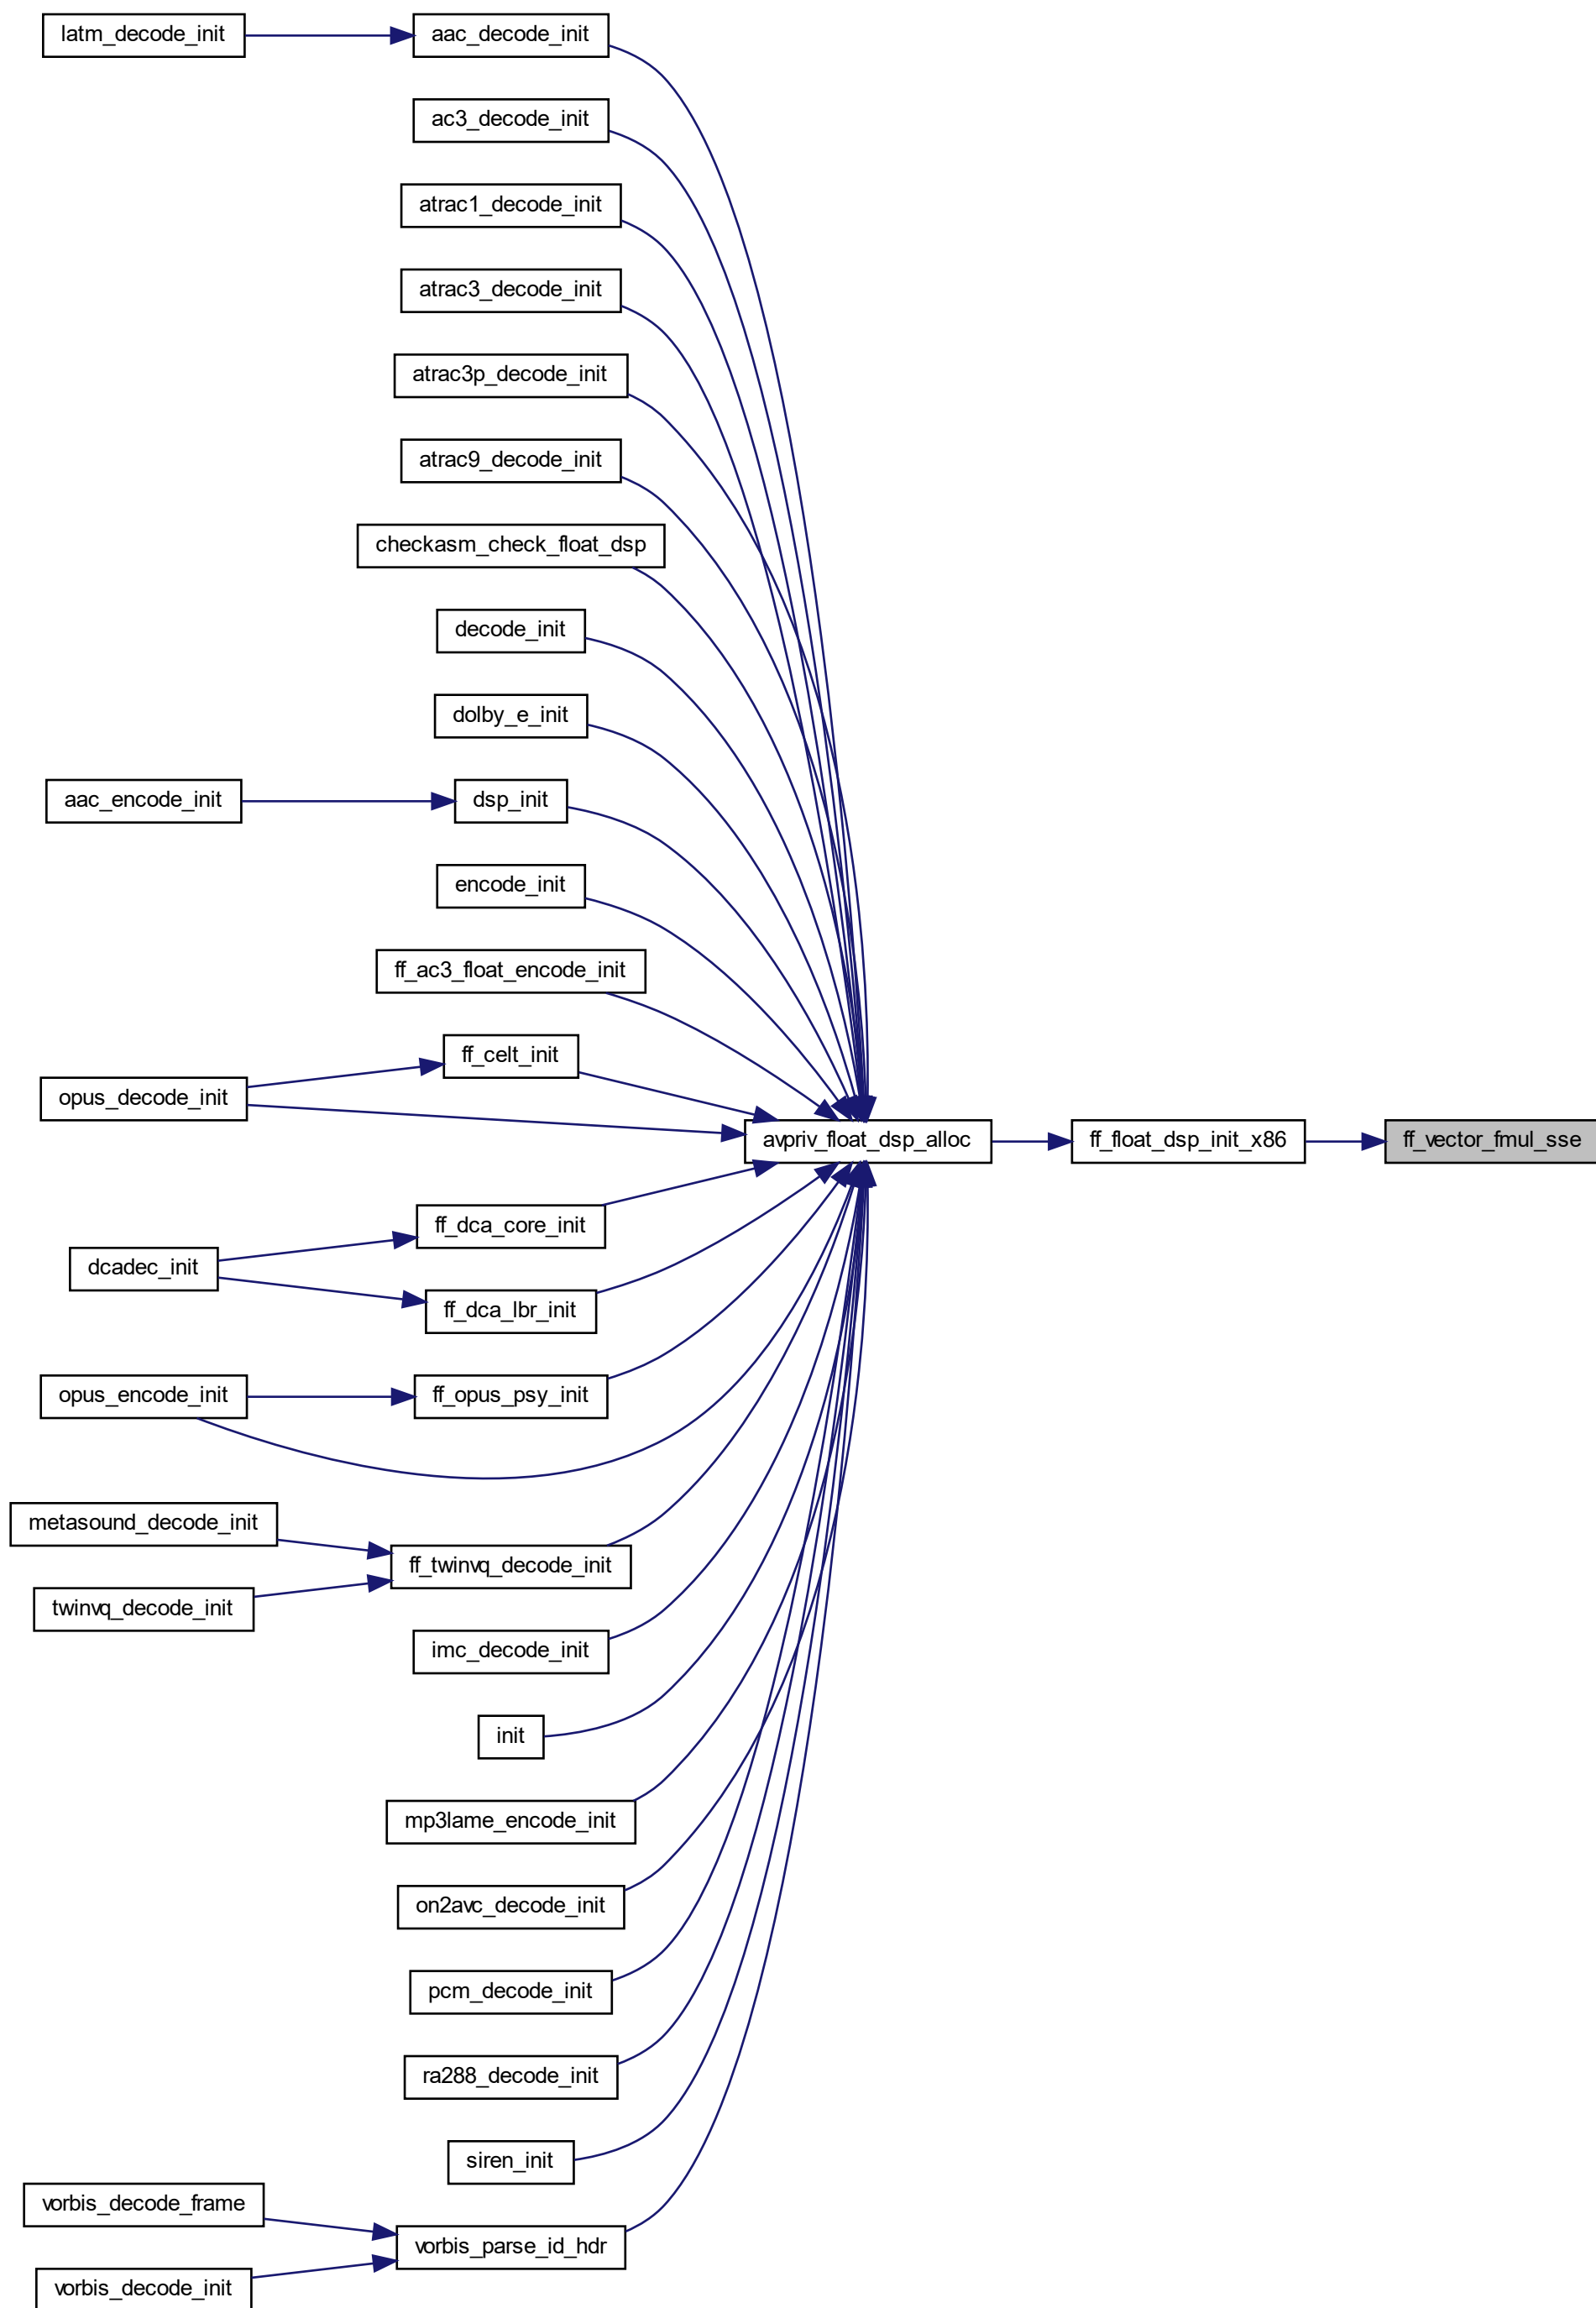 latm_decode_init
aac_decode_init
ac3_decode_init
atrac1_decode_init
atrac3_decode_init
atrac3p_decode_init
atrac9_decode_init
checkasm_check_float_dsp
decode_init
dolby_e_init
aac_encode_init
dsp_init
encode_init
ff_ac3_float_encode_init
ff_celt_init
opus_decode_init
avpriv_float_dsp_alloc
ff_float_dsp_init_x86
ff_vector_fmul_sse
ff_dca_core_init
dcadec_init
ff_dca_lbr_init
opus_encode_init
ff_opus_psy_init
metasound_decode_init
ff_twinvq_decode_init
twinvq_decode_init
imc_decode_init
init
mp3lame_encode_init
on2avc_decode_init
pcm_decode_init
ra288_decode_init
siren_init
vorbis_decode_frame
vorbis_parse_id_hdr
vorbis_decode_init